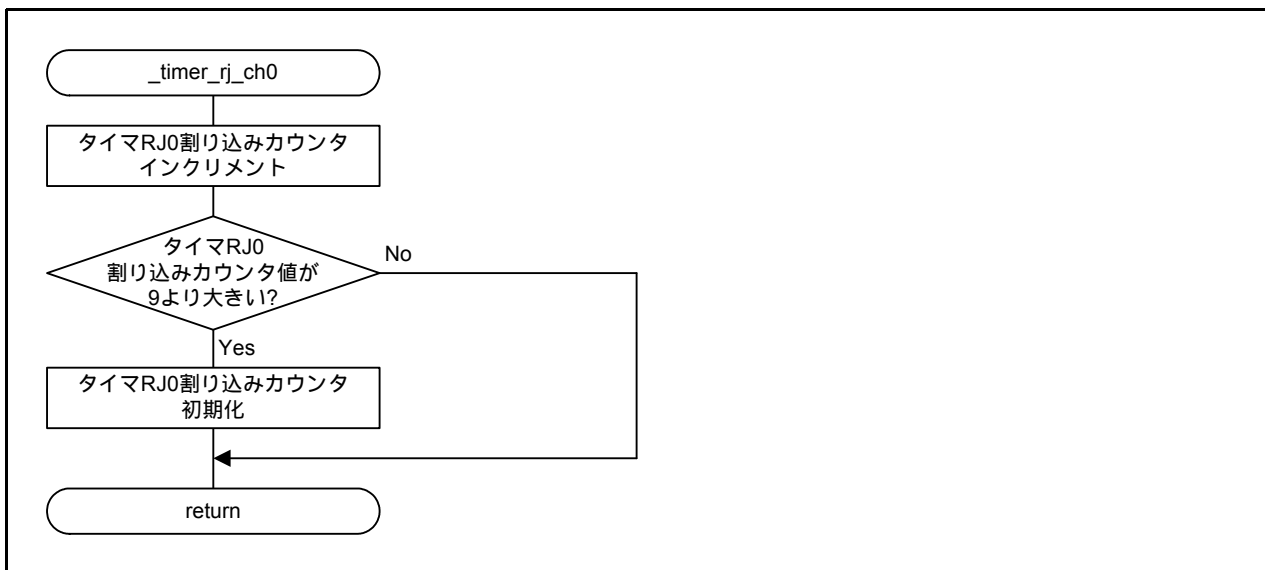 _timer_rj_ch0
タイマRJ0割り込みカウンタ
インクリメント
タイマRJ0
割り込みカウンタ値が
9より大きい?
No
Yes
タイマRJ0割り込みカウンタ
初期化
return